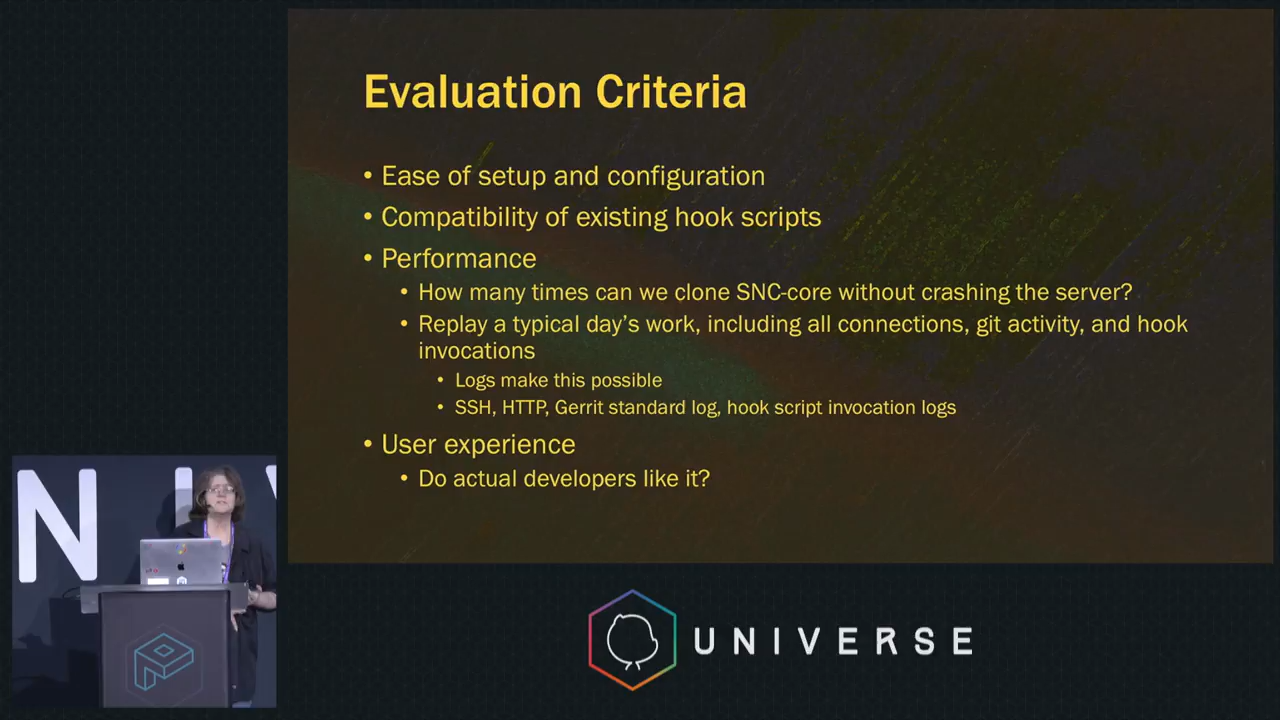 Evaluation Criteria
• Ease of setup and configuration
• Compatibility of existing hook scripts
• Performance
• How many times can we clone SNC-core without crashing the server?
• Replay a typical day's work, including all connections, git activity, and hook
invocations
• Logs make this possible
• SSH, HTTP, Gerrit standard log, hook script invocation logs
• User experience
• Do actual developers like it?
N I V
UNIVERSE